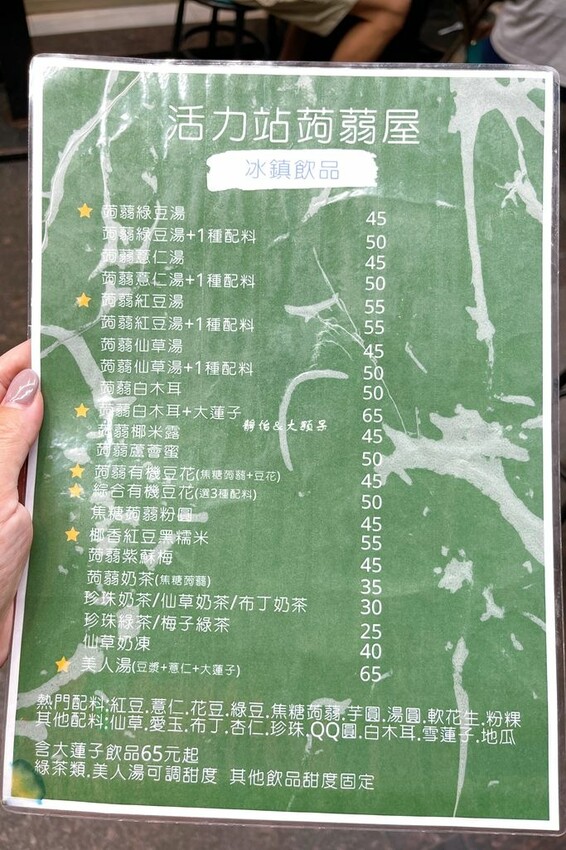 活力站蒟蒻屋
冰鎮飲品
蒟蒻綠豆湯 45
蒟蒻綠豆湯+1種配料 50
蒟蒻薏仁湯 45
蒟蒻薏仁湯+1種配料 50
蒟蒻紅豆湯 55
蒟蒻紅豆湯+1種配料 55
蒟蒻仙草湯 45
蒟蒻仙草湯+1種配料 50
蒟蒻白木耳 50
蒟蒻白木耳+大蓮子 65
靜怡&大顆呆
蒟蒻椰米露 45
蒟蒻蘆薈蜜 50
蒟蒻有機豆花(焦糖蒟蒻+豆花) 45
綜合有機豆花(選3種配料) 50
焦糖蒟蒻粉圓 45
椰香紅豆黑糯米 55
蒟蒻紫蘇梅 45
蒟蒻奶茶(焦糖蒟蒻) 35
珍珠奶茶/仙草奶茶/布丁奶茶 30
珍珠綠茶/梅子綠茶 25
仙草奶凍 40
美人湯(豆漿+薏仁+大蓮子) 65
熱門配料.紅豆.薏仁.花豆.綠豆.焦糖蒟蒻.芋圓.湯圓.軟花生.粉粿
其他配料:仙草.愛玉.布丁.杏仁.珍珠.QQ圓.白木耳.雪蓮子.地瓜
含大蓮子飲品65元起
綠茶類.美人湯可調甜度 其他飲品甜度固定